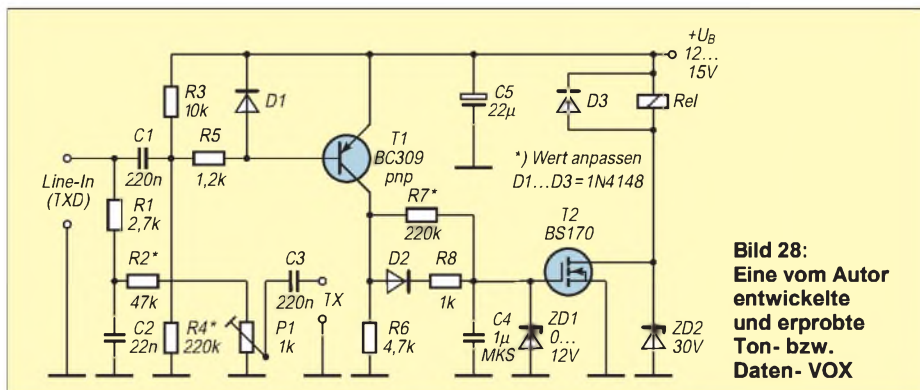 +U_B
12...
15V
R3
10k
D1
C5
22µ
D3
Rel
C1
220n
R5
1,2k
T1
BC309
pnp
*) Wert anpassen
D1...D3=1N4148
Line-In
(TXD)
R1
2,7k
R7*
220k
T2
BS170
R2*
47k
C3
220n
TX
D2
R8
1k
C2
22n
R4*
220k
P1
1k
R6
4,7k
C4
1µ
MKS
ZD1
0...
12V
ZD2
30V
Bild 28:
Eine vom Autor
entwickelte
und erprobte
Ton- bzw.
Daten- VOX